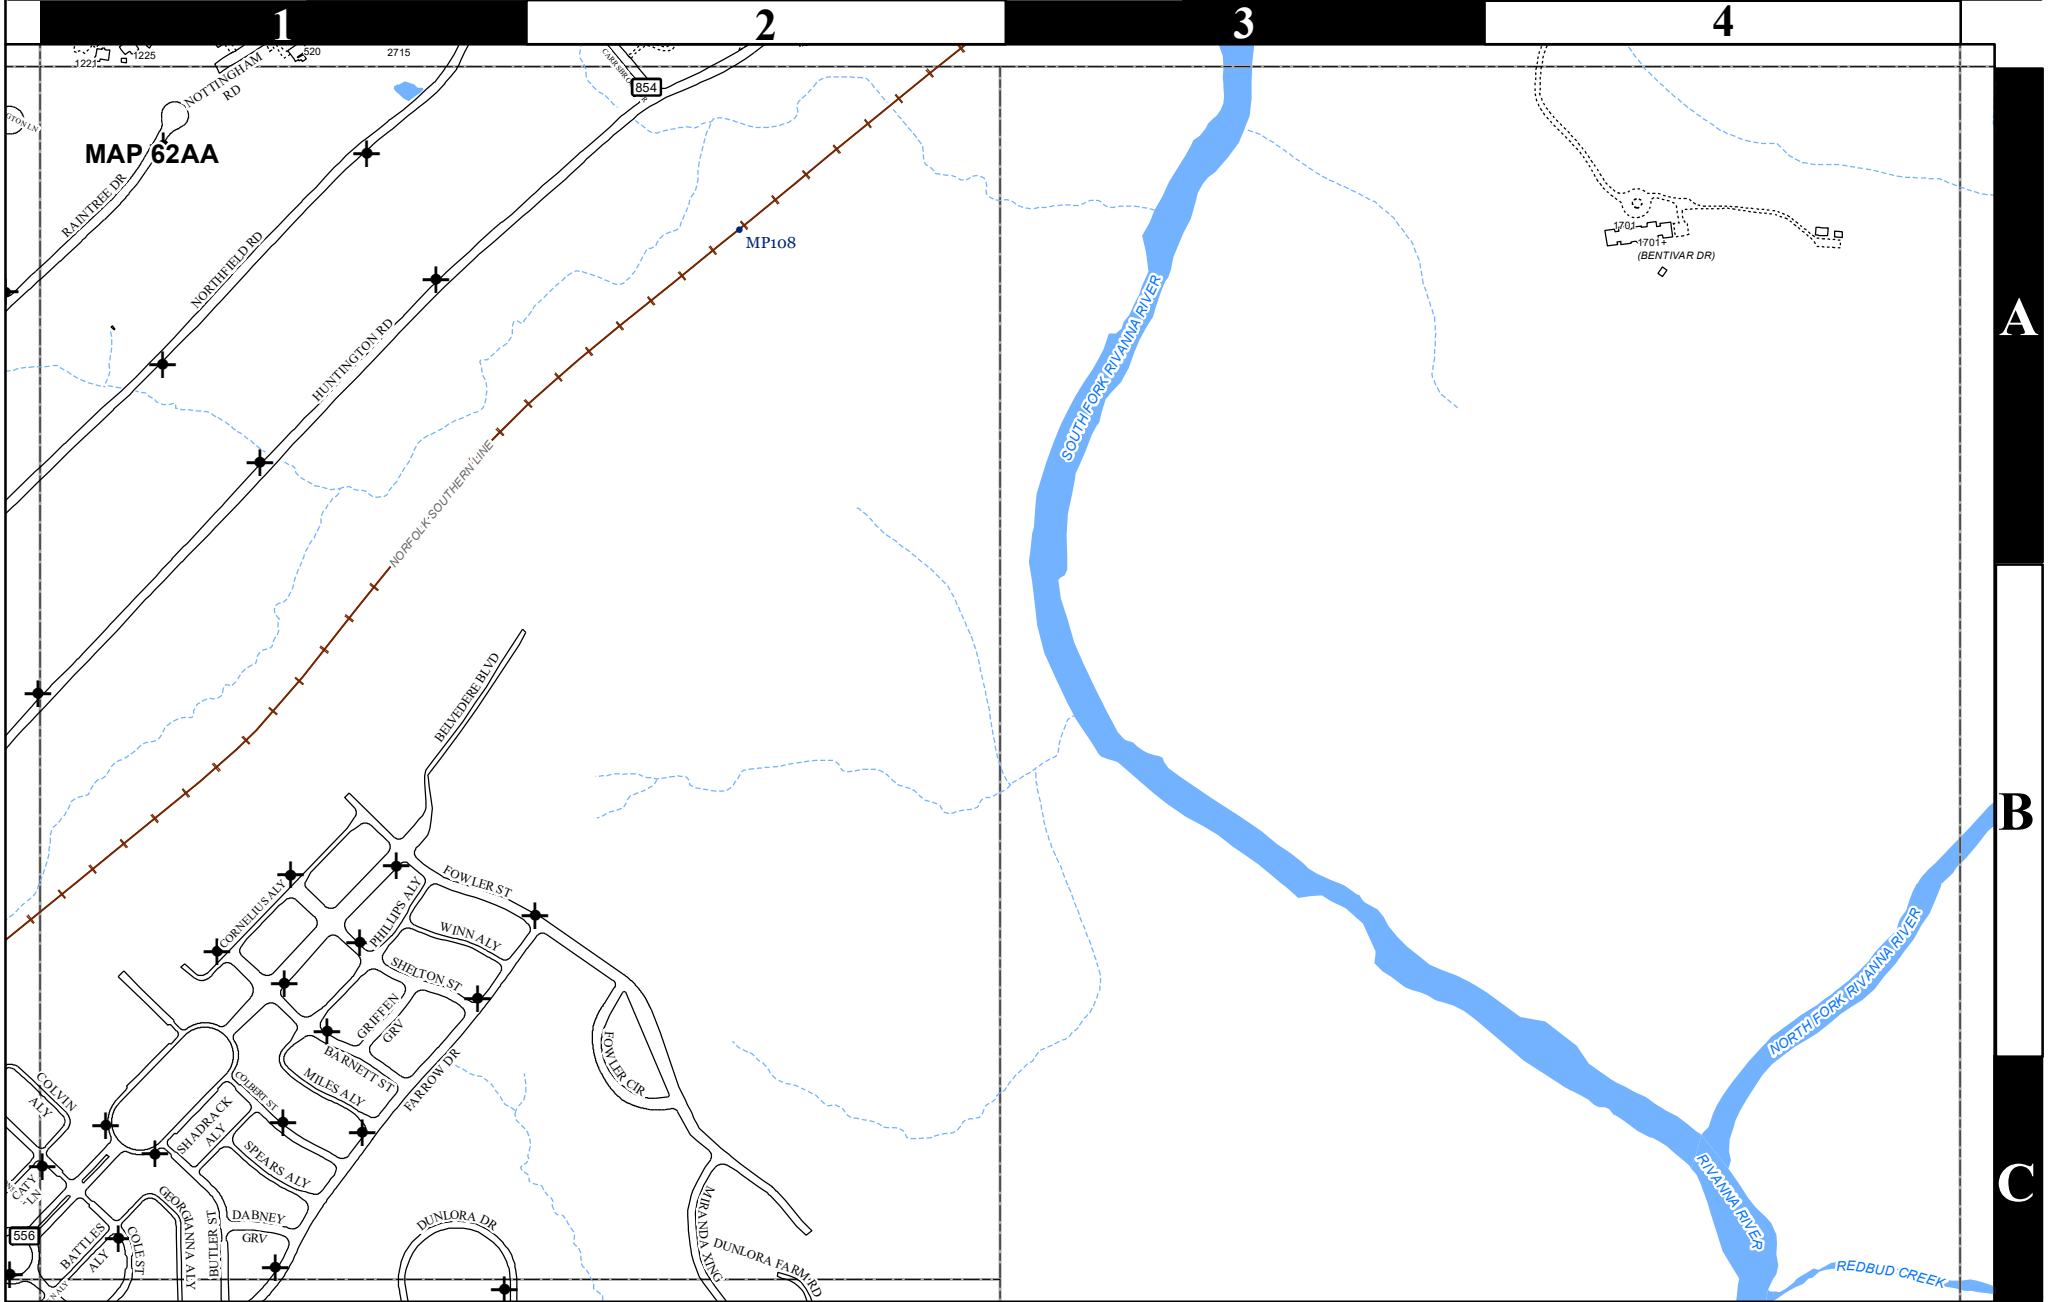 1
2
3
4
A
B
C
1221
1225
520
2715
NOTTINGHAM
RD
854
MAP 62AA
RAINTREE DR
NORTHFIELD RD
HUNTINGTON RD
MP108
NORFOLK SOUTHERN LINE
SOUTH FORK RIVANNA RIVER
1701
1701+
(BENTIVAR DR)
BELVEDERE BLVD
FOWLER ST
CORNELIUS ALY
PHILLIPS ALY
WINN ALY
SHELTON ST
GRIFFEN
GRV
BARNETT ST
MILES ALY
FARROW DR
FOWLER CIR
COLVIN
ALY
COLBERT ST
SHADRACK
ALY
SPEARS ALY
CATY
LN
GEORGIANNA ALY
BUTLER ST
DABNEY
GRV
556
BATTLES
ALY
COLE ST
DUNLORA DR
MIRANDA XING
DUNLORA FARM RD
NORTH FORK RIVANNA RIVER
RIVANNA RIVER
REDBUD CREEK